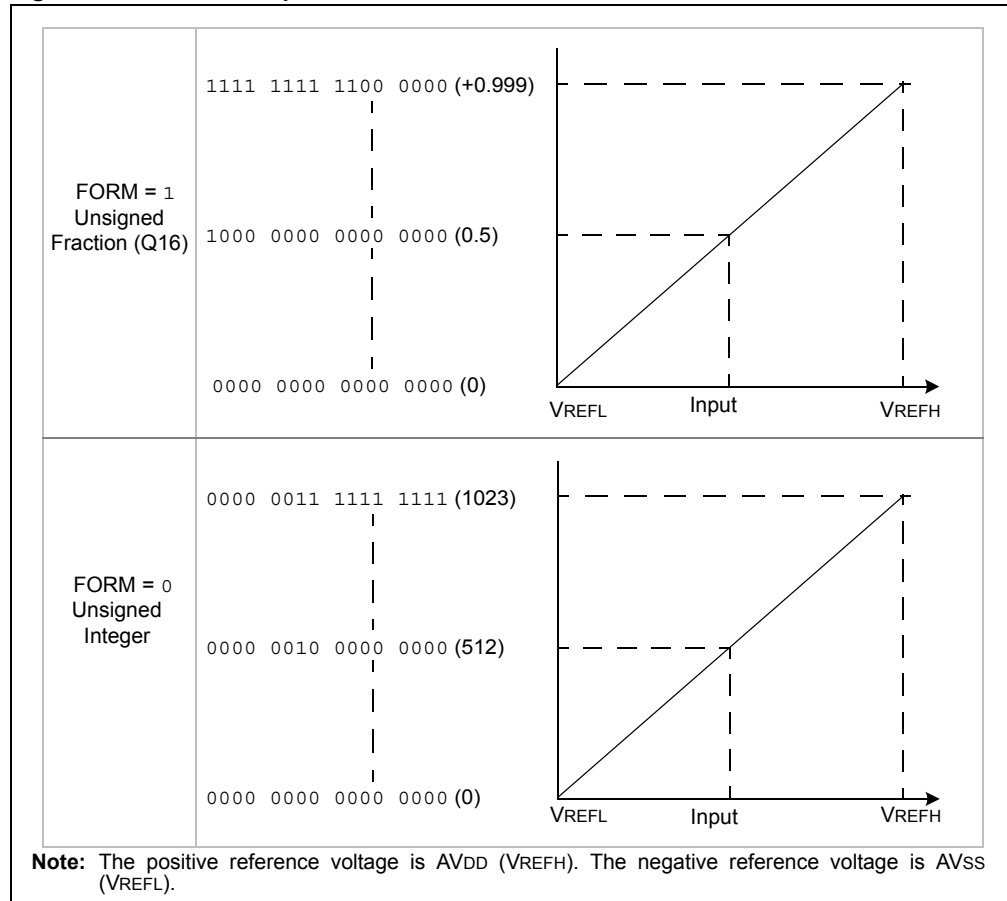 1111 1111 1100 0000 (+0.999)
FORM = 1
Unsigned
Fraction (Q16)
1000 0000 0000 0000 (0.5)
0000 0000 0000 0000 (0)
VREFL
Input
VREFH
0000 0011 1111 1111 (1023)
FORM = 0
Unsigned
Integer
0000 0010 0000 0000 (512)
0000 0000 0000 0000 (0)
VREFL
Input
VREFH
Note: The positive reference voltage is AVDD (VREFH). The negative reference voltage is AVSS
(VREFL).